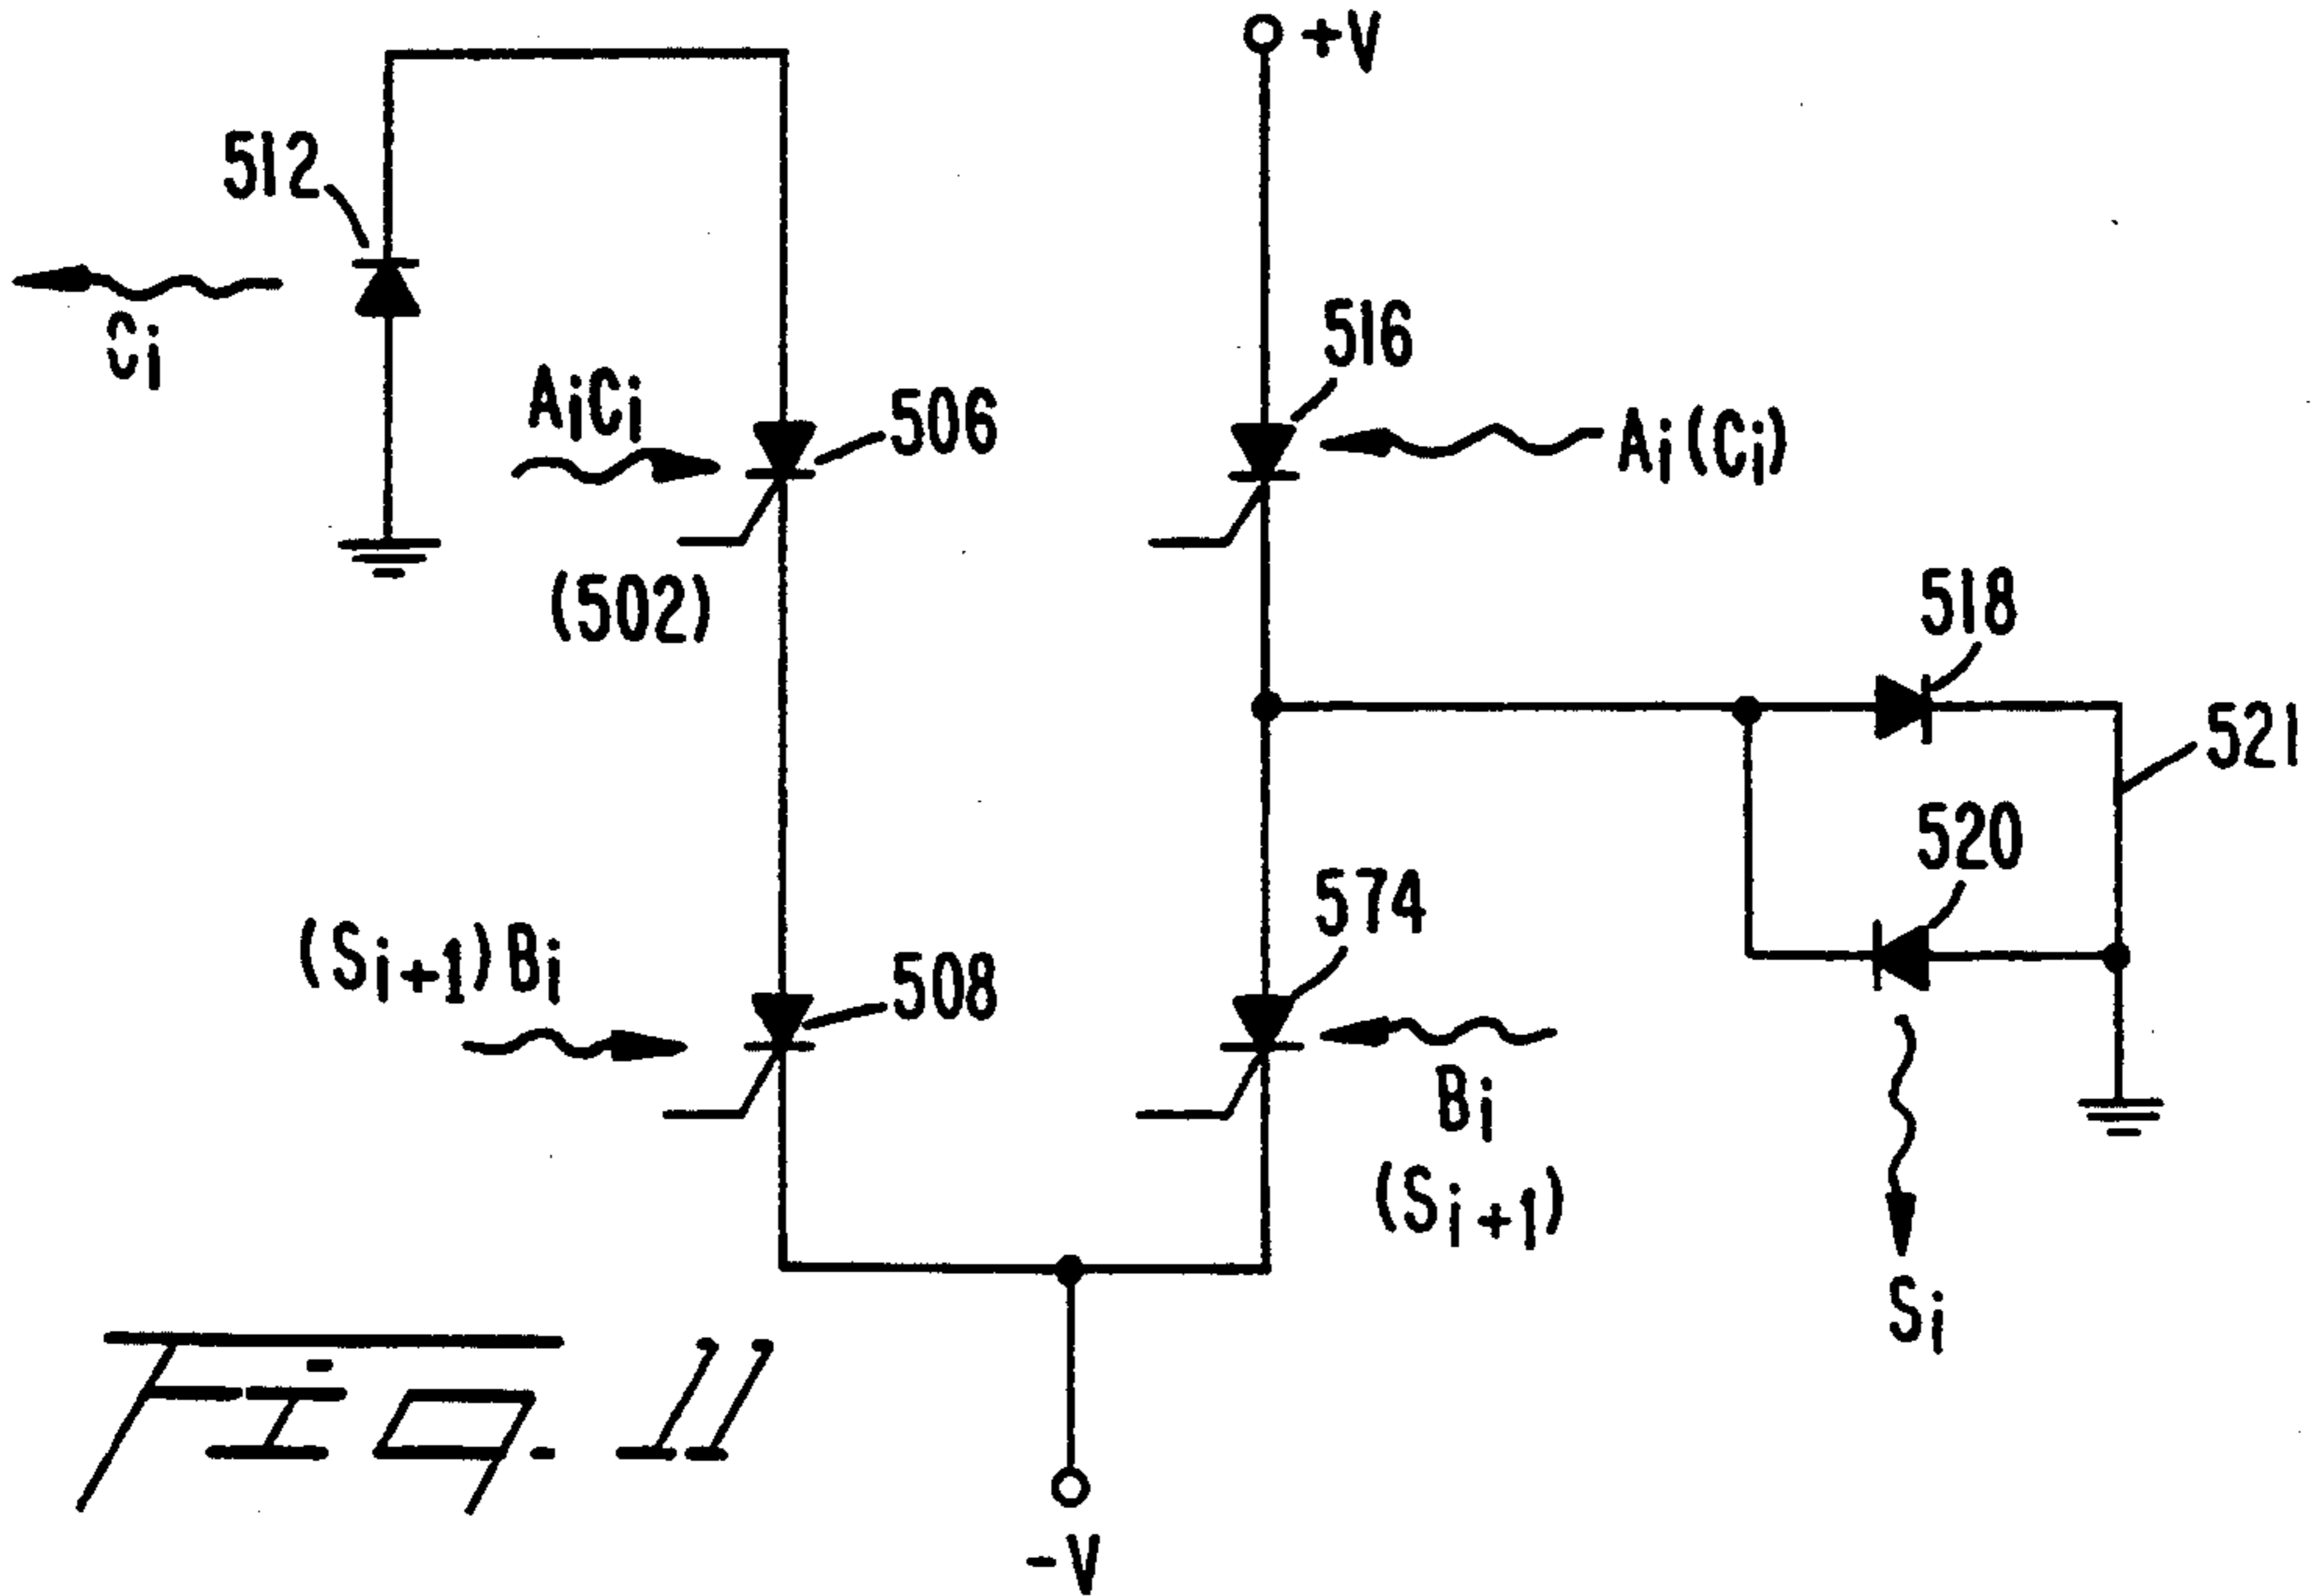 +V
512
Ci
AiCi
506
(502)
516
Ai(Ci)
518
521
520
574
(Si+1)Bi
508
Bi
(Si+1)
Si
Fig. 11
-V